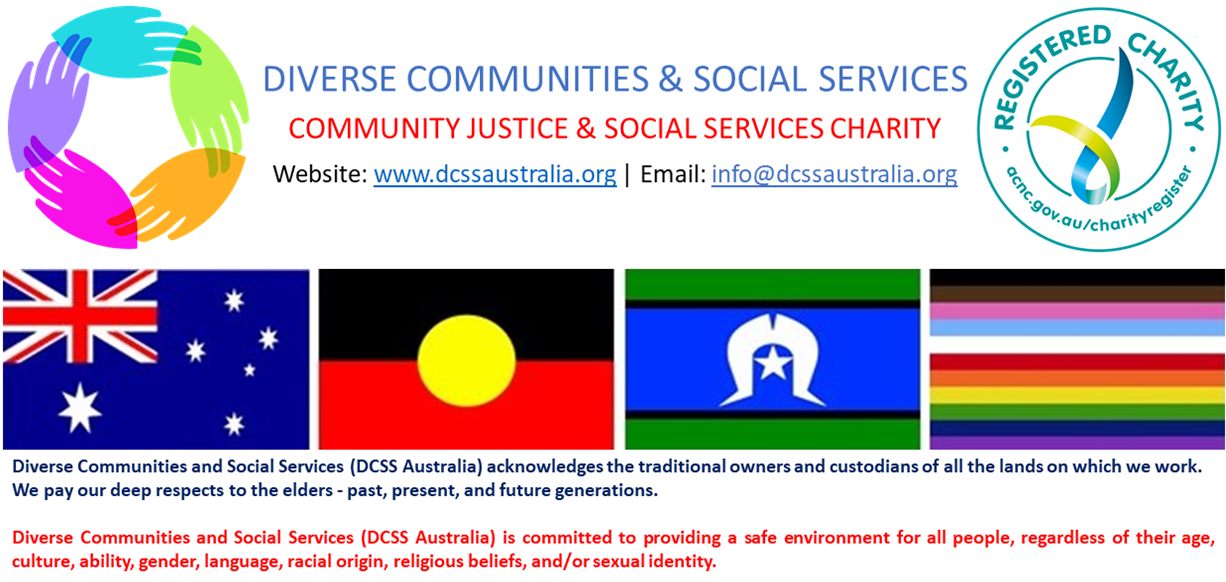 DIVERSE COMMUNITIES & SOCIAL SERVICES
COMMUNITY JUSTICE & SOCIAL SERVICES CHARITY
Website: www.dcssaustralia.org | Email: info@dcssaustralia.org
REGISTERED CHARITY
acnc.gov.au/charityregister
Diverse Communities and Social Services (DCSS Australia) acknowledges the traditional owners and custodians of all the lands on which we work.
We pay our deep respects to the elders - past, present, and future generations.
Diverse Communities and Social Services (DCSS Australia) is committed to providing a safe environment for all people, regardless of their age,
culture, ability, gender, language, racial origin, religious beliefs, and/or sexual identity.